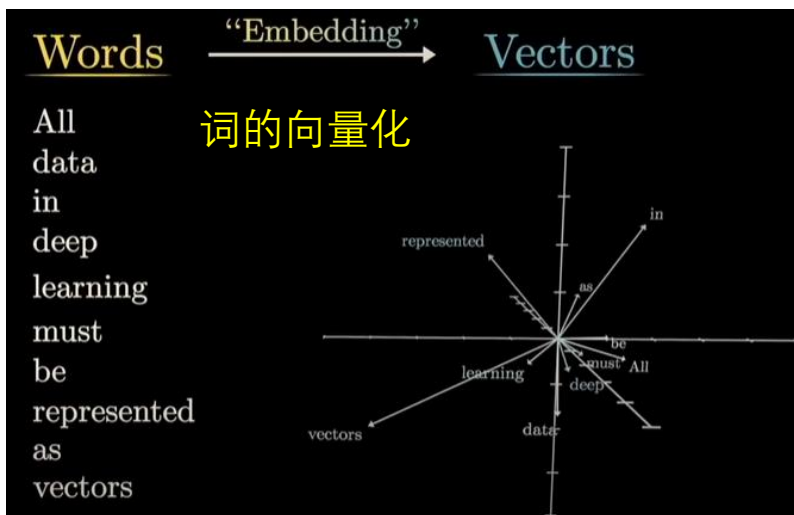 Words “Embedding” Vectors
All
data
in
deep
learning
must
be
represented
as
vectors
词的向量化
in
represented
as
be
must
All
learning
deep
data
vectors